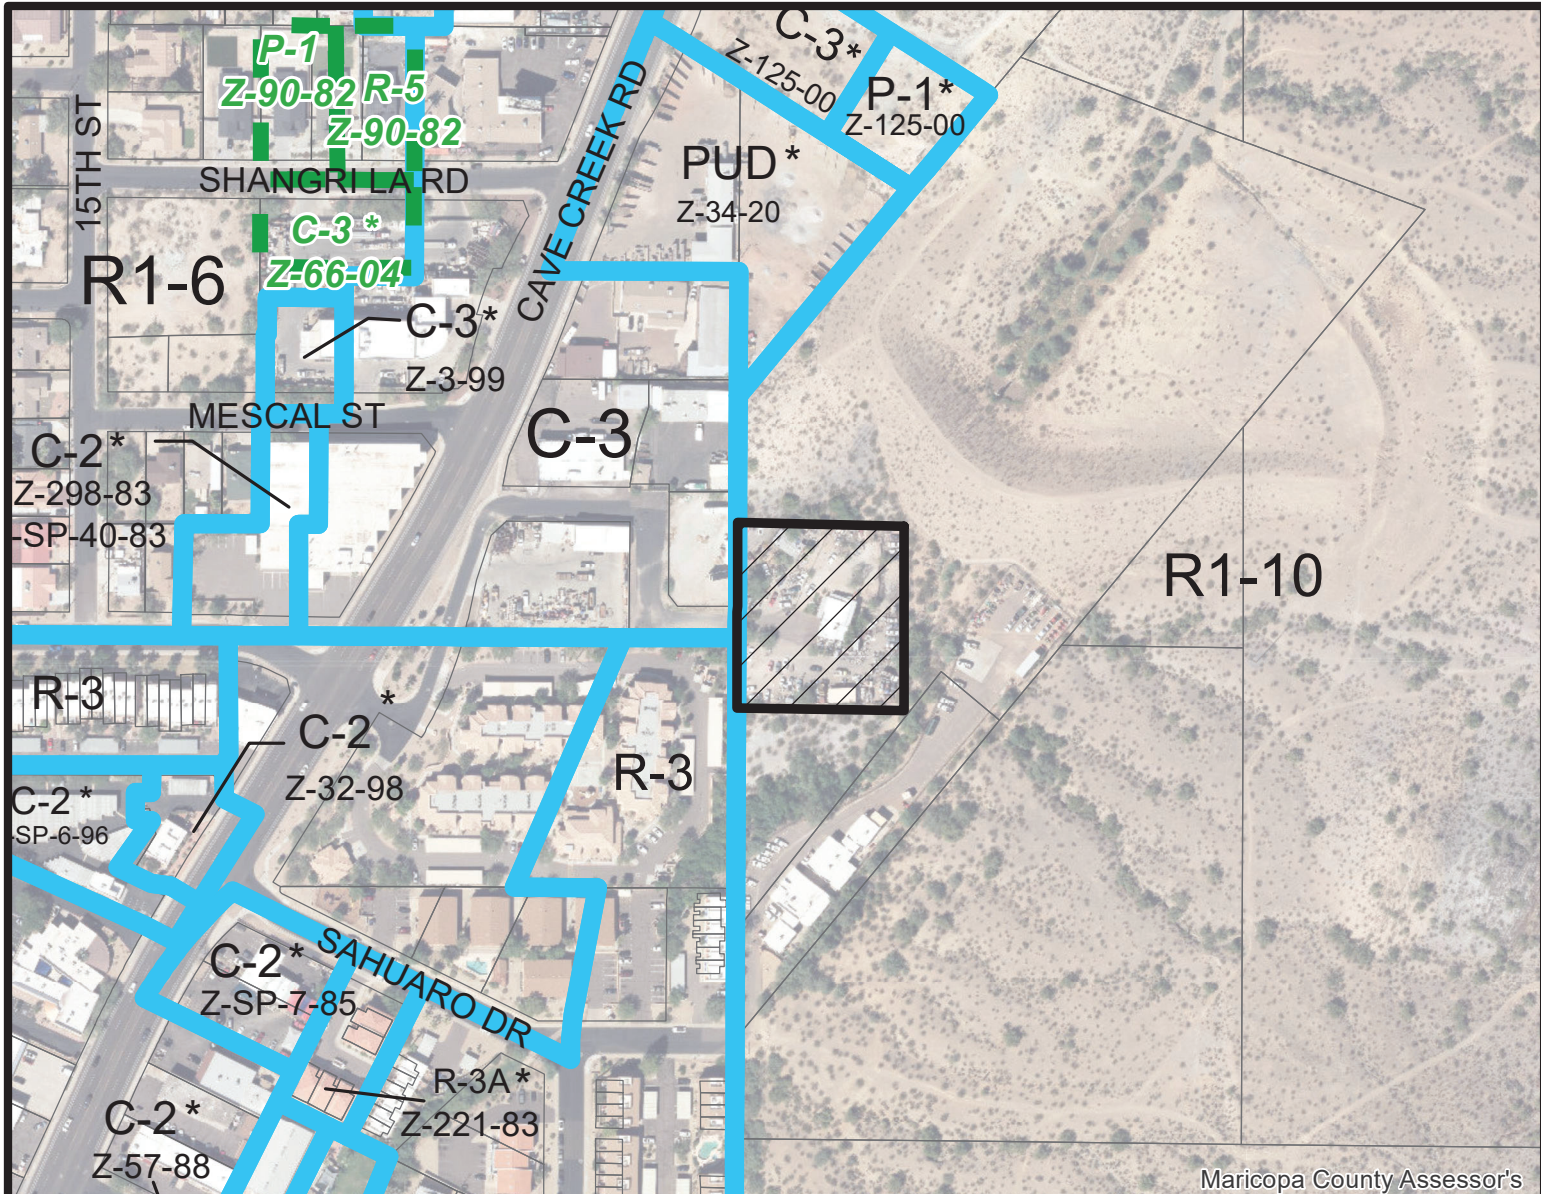 C-3*
Z-125-00
P-1*
Z-125-00
P-1
Z-90-82
R-5
Z-90-82
15TH ST
SHANGRI LA RD
CAVE CREEK RD
PUD*
Z-34-20
C-3 *
Z-66-04
R1-6
C-3*
Z-3-99
MESCAL ST
C-3
C-2*
Z-298-83
-SP-40-83
R1-10
R-3
C-2 *
Z-32-98
R-3
C-2 *
-SP-6-96
C-2*
Z-SP-7-85
SAHUARO DR
R-3A*
Z-221-83
C-2*
Z-57-88
Maricopa County Assessor's